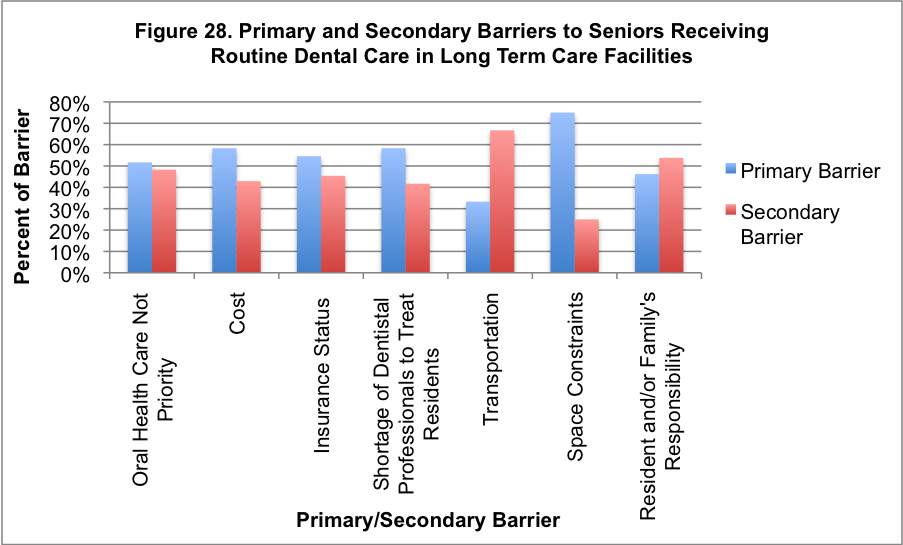 Figure 28. Primary and Secondary Barriers to Seniors Receiving
Routine Dental Care in Long Term Care Facilities
Percent of Barrier
80%
70%
60%
50%
40%
30%
20%
10%
0%
Oral Health Care Not
Priority
Cost
Insurance Status
Shortage of Dentistal
Professionals to Treat
Residents
Transportation
Space Constraints
Resident and/or Family's
Responsibility
Primary/Secondary Barrier
Primary Barrier
Secondary
Barrier